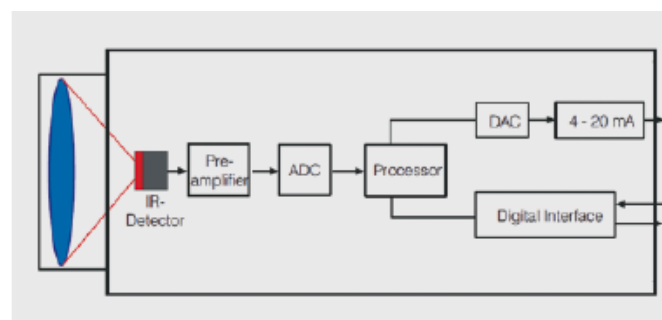 IR-
Detector
Pre-
amplifier
ADC
Processor
DAC
4 - 20 mA
Digital Interface